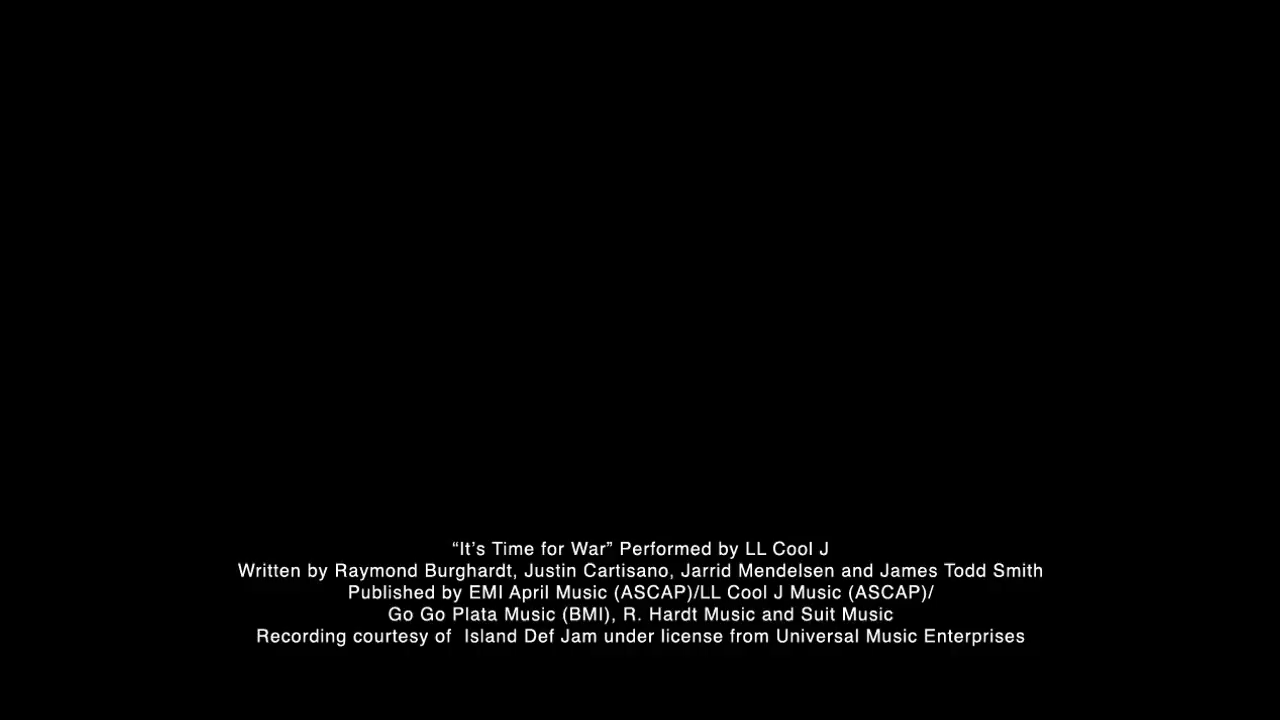 “It’s Time for War” Performed by LL Cool J
Written by Raymond Burghardt, Justin Cartisano, Jarrid Mendelsen and James Todd Smith
Published by EMI April Music (ASCAP)/LL Cool J Music (ASCAP)/
Go Go Plata Music (BMI), R. Hardt Music and Suit Music
Recording courtesy of  Island Def Jam under license from Universal Music Enterprises